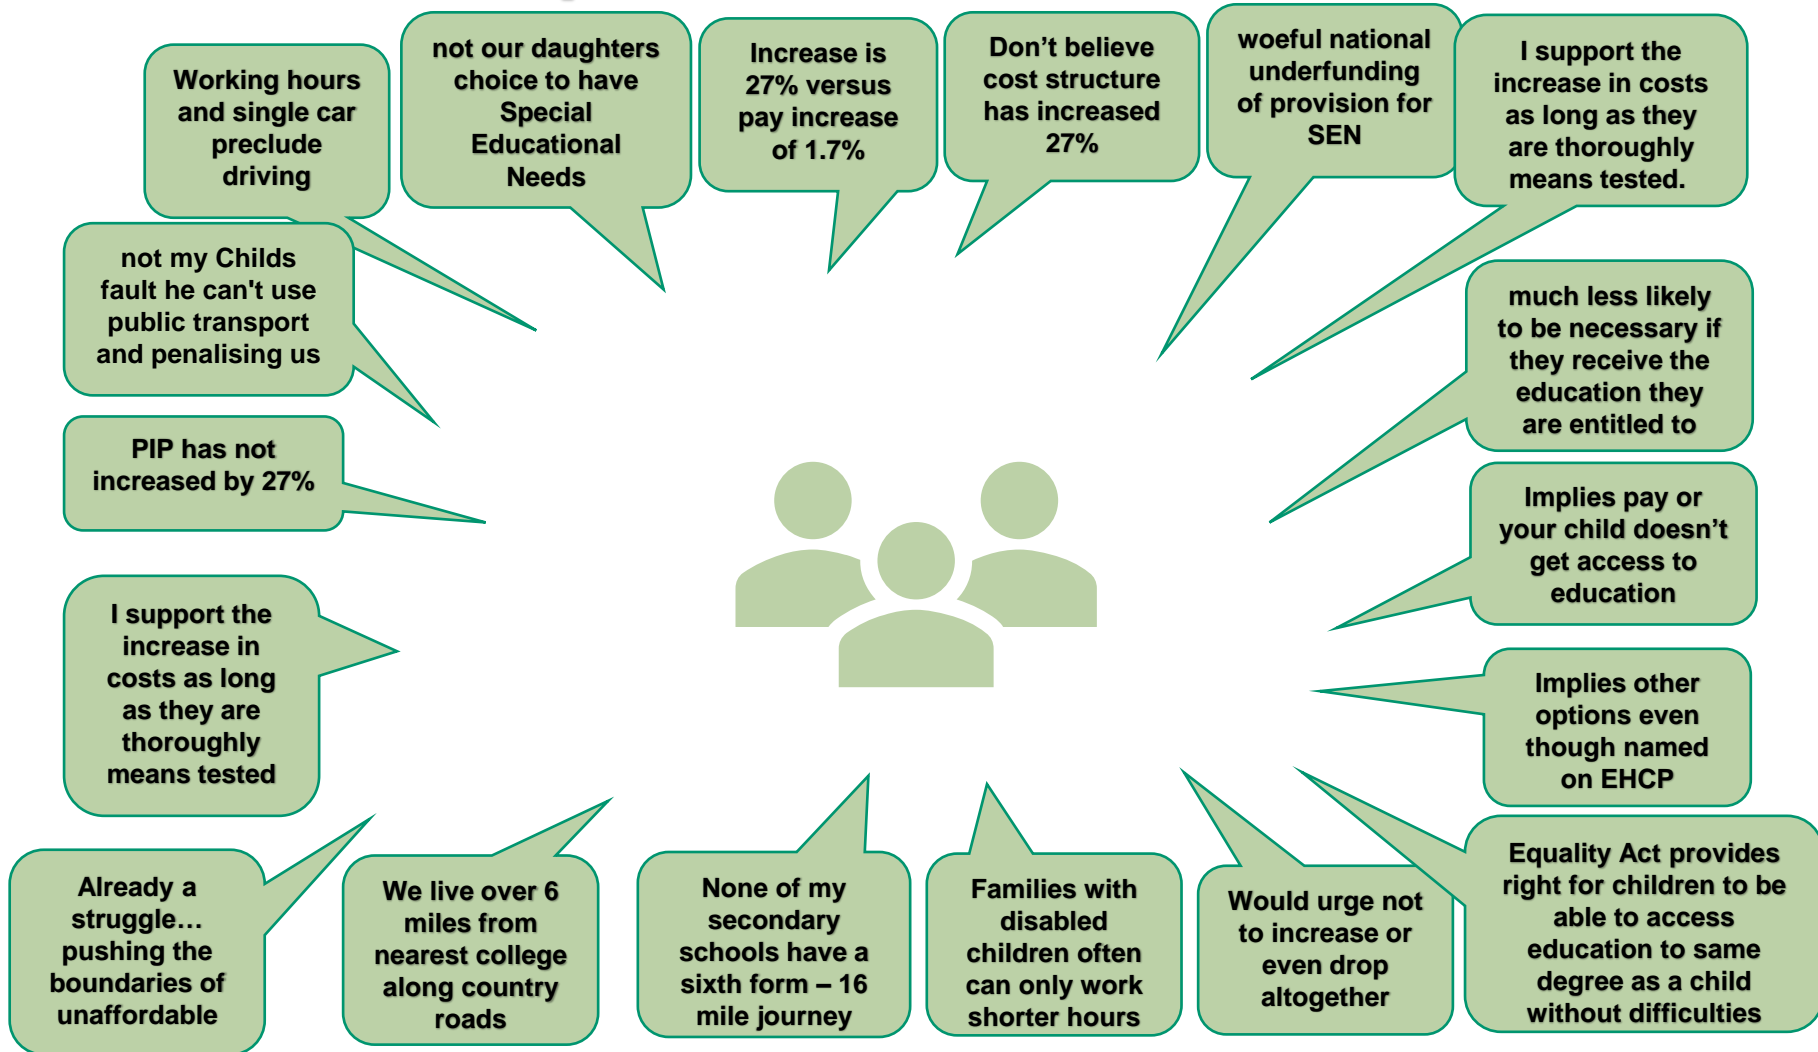 Working hours
and single car
preclude
driving
not our daughters
choice to have
Special
Educational
Needs
Increase is
27% versus
pay increase
of 1.7%
Don’t believe
cost structure
has increased
27%
woeful national
underfunding
of provision for
SEN
I support the
increase in costs
as long as they
are thoroughly
means tested.
not my Childs
fault he can't use
public transport
and penalising us
much less likely
to be necessary if
they receive the
education they
are entitled to
PIP has not
increased by 27%
Implies pay or
your child doesn’t
get access to
education
I support the
increase in
costs as long
as they are
thoroughly
means tested
Implies other
options even
though named
on EHCP
Already a
struggle…
pushing the
boundaries of
unaffordable
We live over 6
miles from
nearest college
along country
roads
None of my
secondary
schools have a
sixth form – 16
mile journey
Families with
disabled
children often
can only work
shorter hours
Would urge not
to increase or
even drop
altogether
Equality Act provides
right for children to be
able to access
education to same
degree as a child
without difficulties